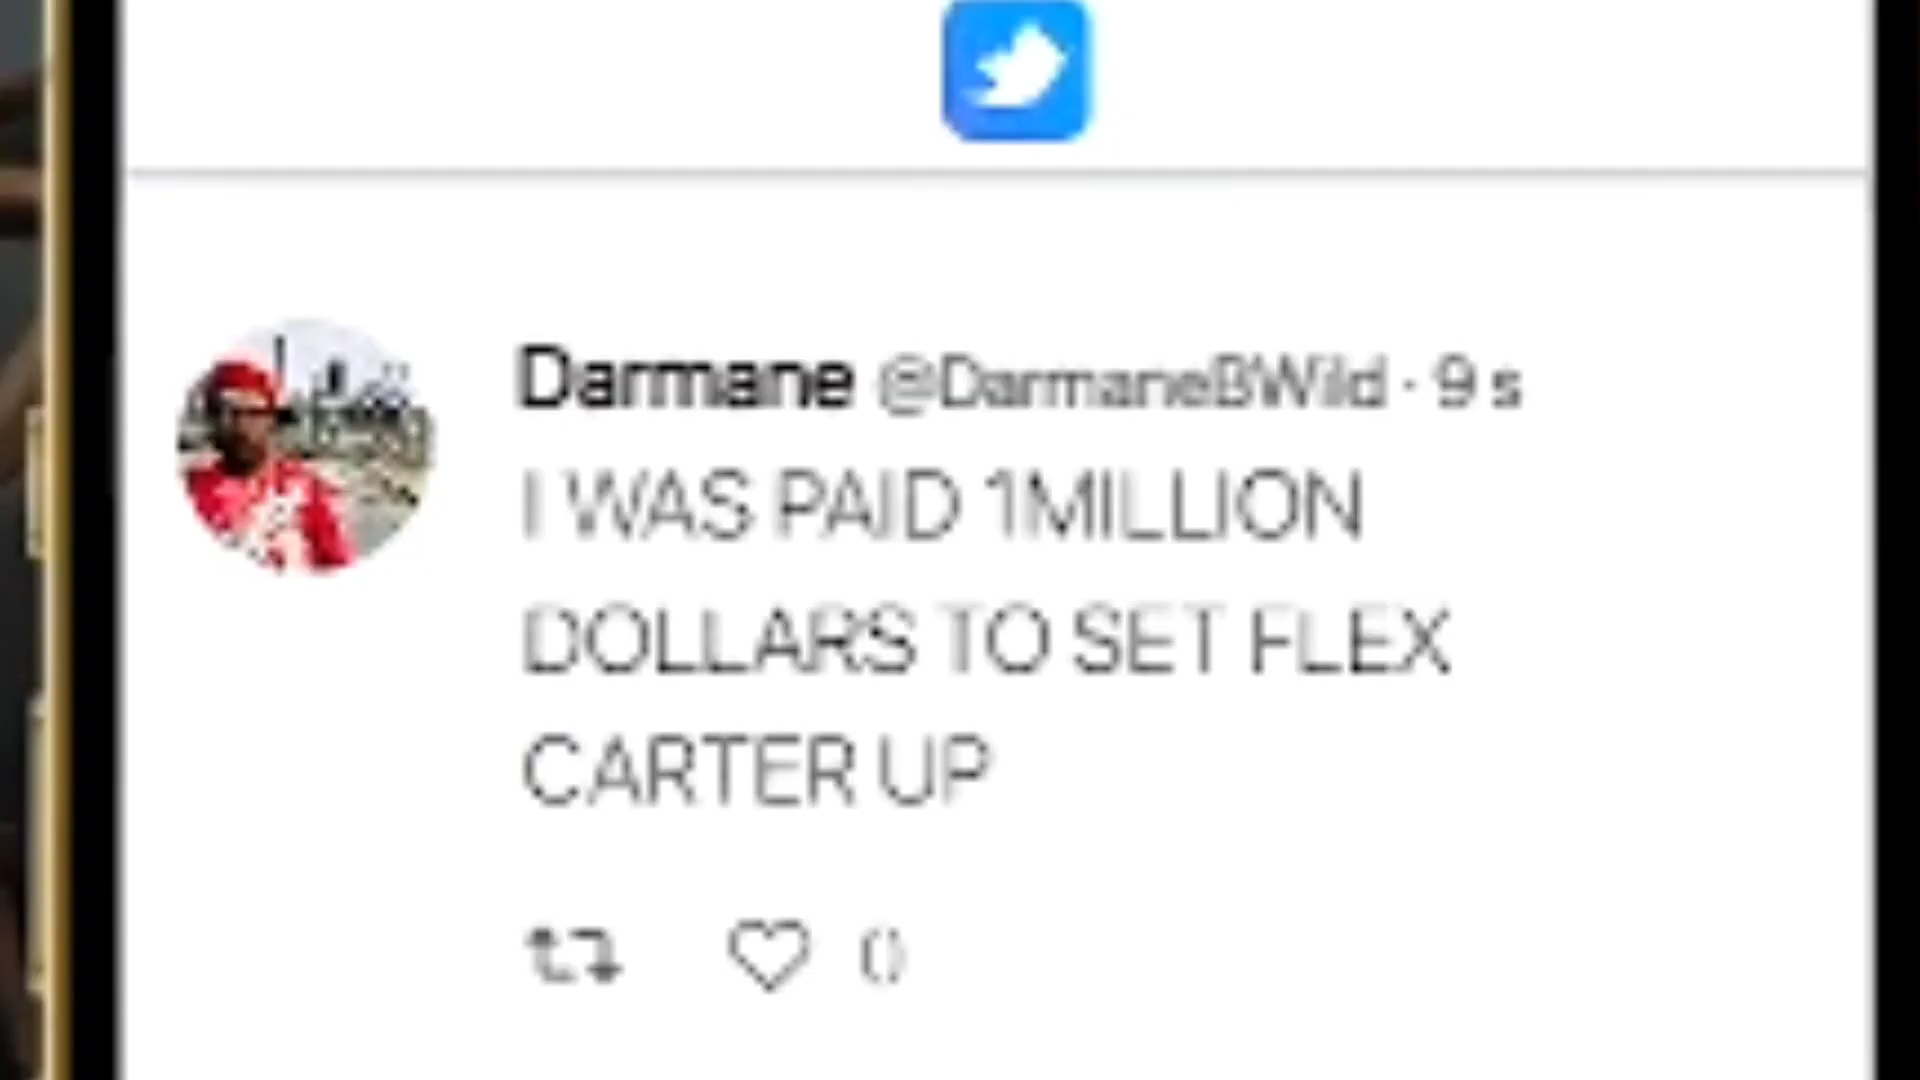 Darmane @DarmaneBWild · 9 s
I WAS PAID 1MILLION
DOLLARS TO SET FLEX
CARTER UP
0